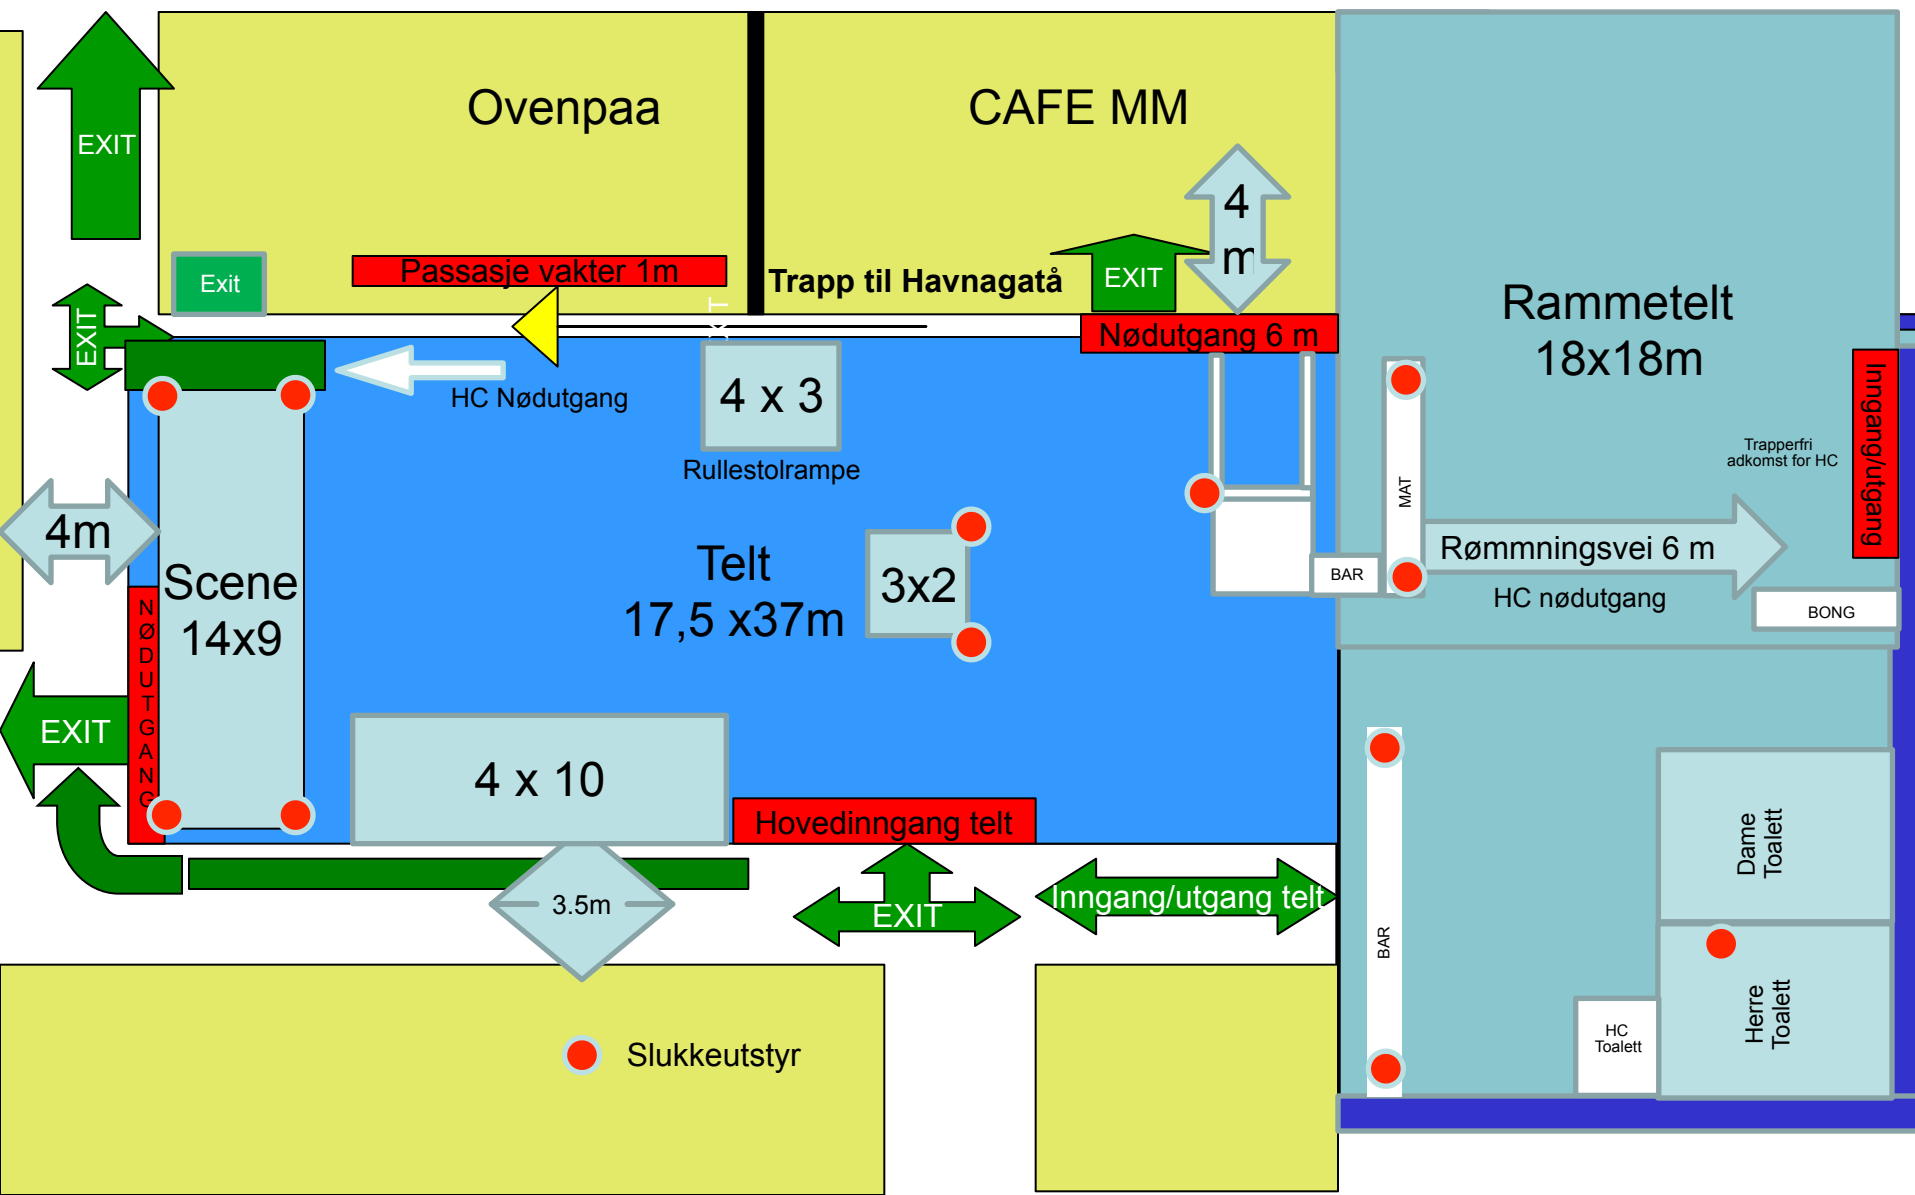 Ovenpaa
CAFE MM
EXIT
4
m
Exit
Passasje vakter 1m
Trapp til Havnagatå
EXIT
Rammetelt
18x18m
EXIT
XIT
Nødutgang 6 m
HC Nødutgang
4 x 3
Rullestolrampe
Inngang/utgang
Trapperfri
adkomst for HC
MAT
4m
Scene
14x9
Telt
17,5 x37m
3x2
BAR
Rømmningsvei 6 m
HC nødutgang
BONG
NØDUTGANG
EXIT
4 x 10
Hovedinngang telt
3.5m
EXIT
Inngang/utgang telt
BAR
Dame
Toalett
Herre
Toalett
HC
Toalett
Slukkeutstyr